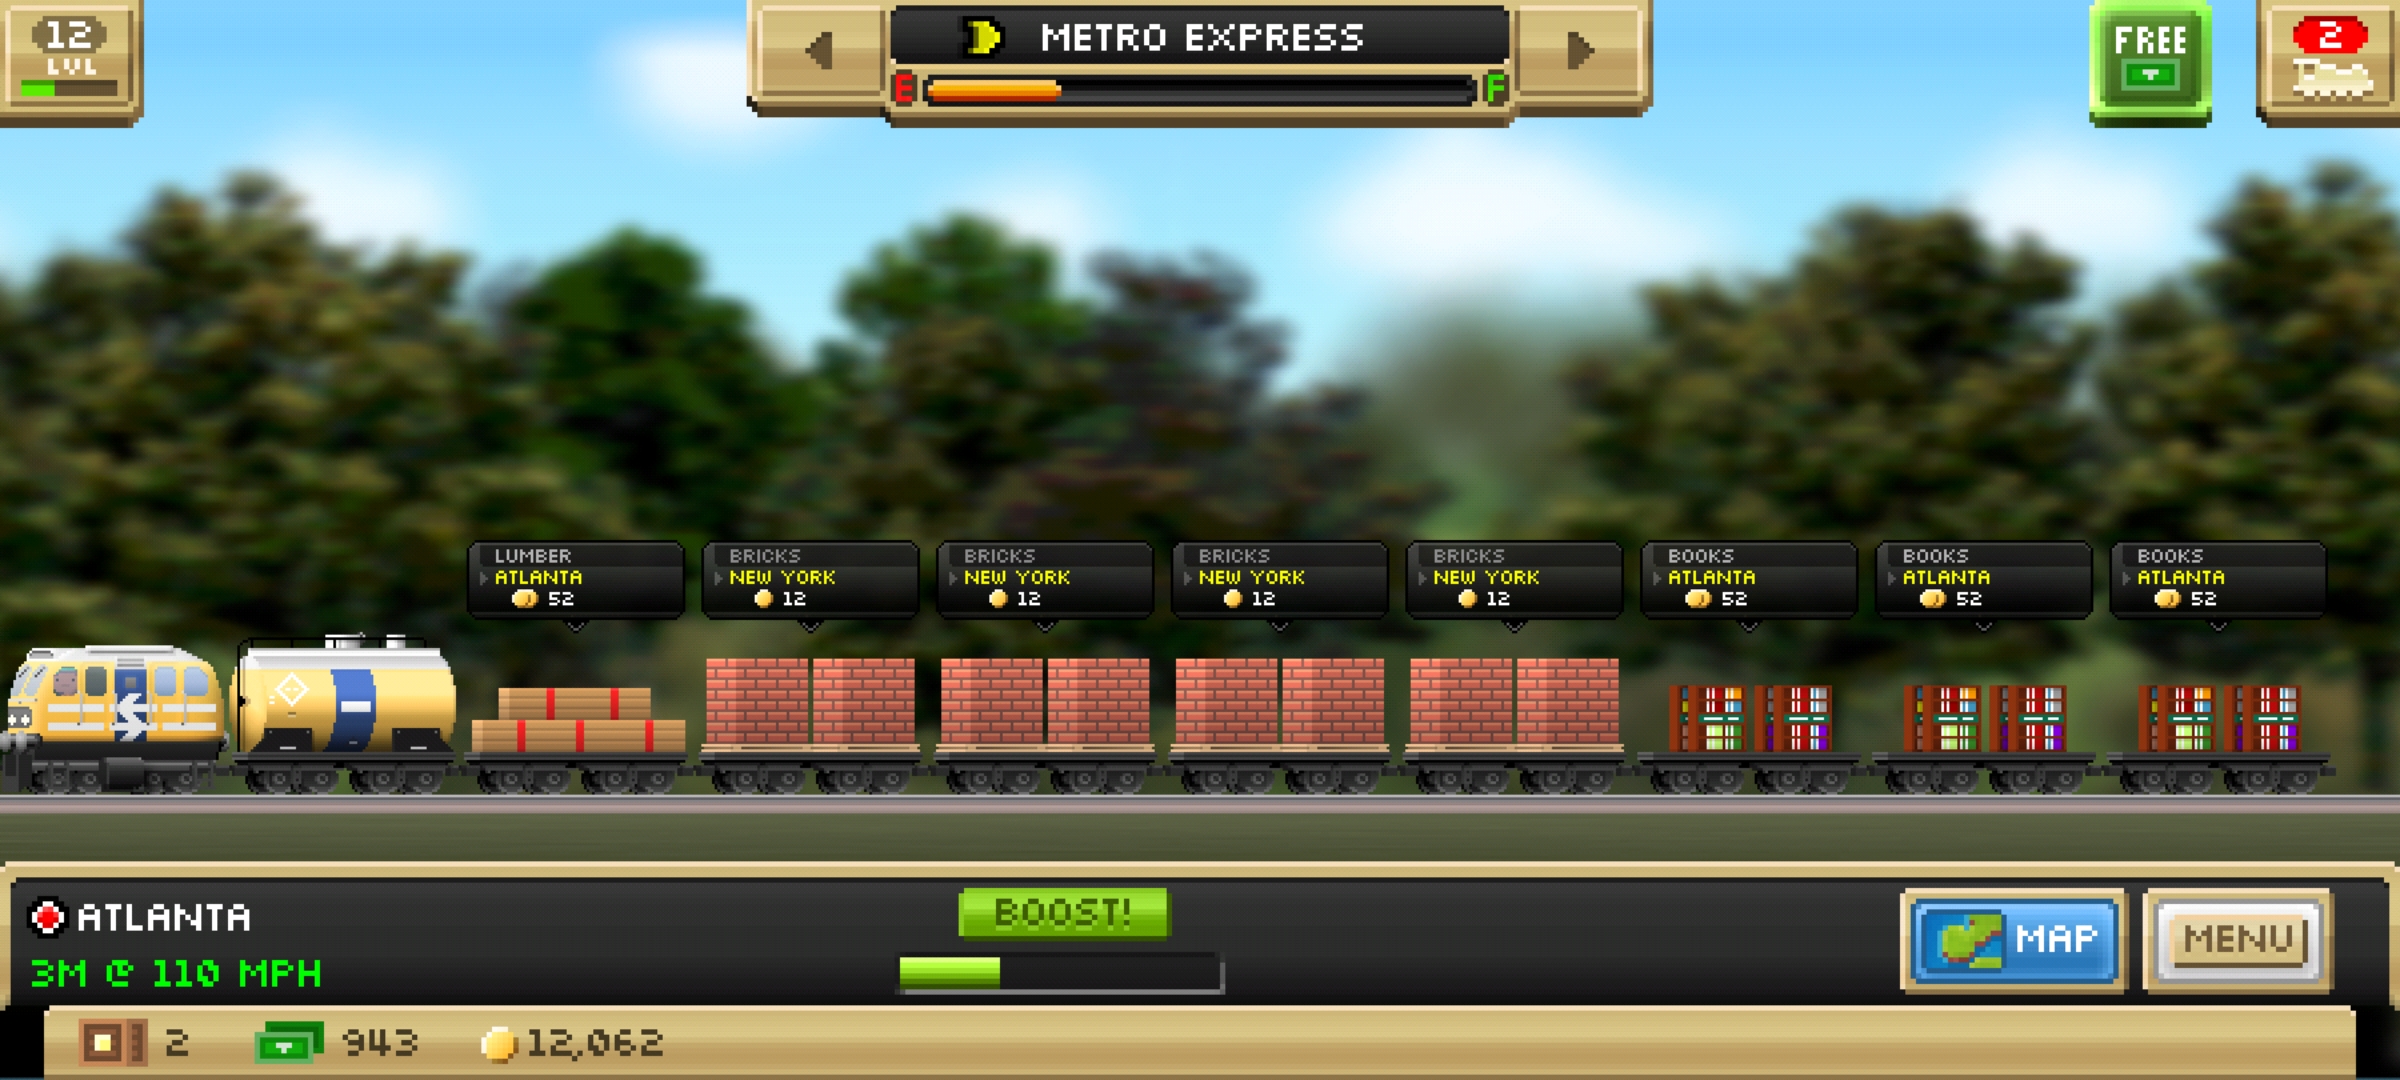 12
LVL
METRO EXPRESS
E F
FREE
2
LUMBER
ATLANTA
52
BRICKS
NEW YORK
12
BRICKS
NEW YORK
12
BRICKS
NEW YORK
12
BRICKS
NEW YORK
12
BOOKS
ATLANTA
52
BOOKS
ATLANTA
52
BOOKS
ATLANTA
52
ATLANTA
3M @ 110 MPH
BOOST!
MAP
MENU
2
943
12,062